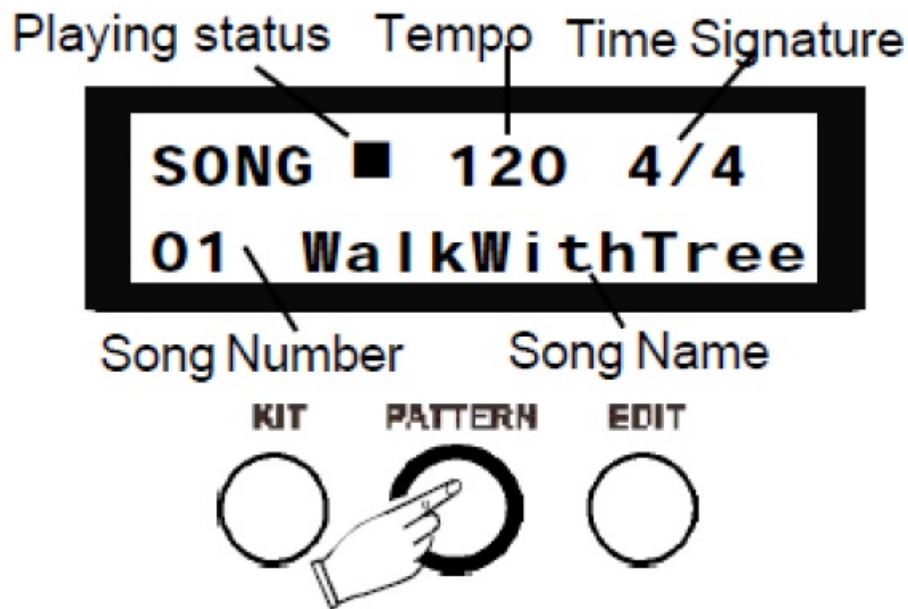 Playing status Tempo Time Signature
SONG ■ 120 4/4
01 WalkWithTree
Song Number Song Name
KIT PATTERN EDIT